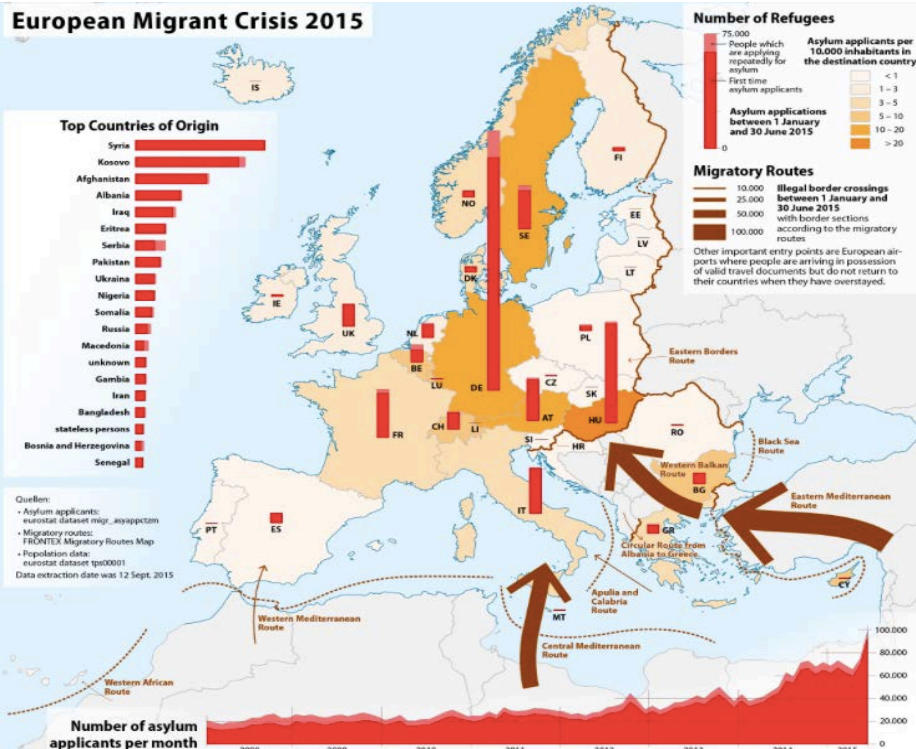 European Migrant Crisis 2015
Number of Refugees
75.000
People which
are applying
repeatedly for
asylum
First time
asylum applicants
Asylum applications
between 1 January
and 30 June 2015
0
Asylum applicants per
10.000 inhabitants in
the destination country
< 1
1 – 3
3 – 5
5 – 10
10 – 20
> 20
Migratory Routes
10.000
25.000
50.000
100.000
Illegal border crossings
between 1 January and
30 June 2015
with border sections
according to the migratory
routes
Other important entry points are European air-
ports where people are arriving in possession
of valid travel documents but do not return to
their countries when they have overstayed.
Top Countries of Origin
Syria
Kosovo
Afghanistan
Albania
Iraq
Eritrea
Serbia
Pakistan
Ukraina
Nigeria
Somalia
Russia
Macedonia
unknown
Gambia
Iran
Bangladesh
stateless persons
Bosnia and Herzegovina
Senegal
Quellen:
• Asylum applicants:
eurostat dataset migr_asyappctzm
• Migratory routes:
FRONTEX Migratory Routes Map
• Population data:
eurostat dataset tps00001
Data extraction date was 12 Sept. 2015
IS
NO
SE
FI
EE
LV
LT
DK
IE
UK
NL
BE
LU
DE
PL
CZ
SK
AT
HU
CH
LI
FR
SI
HR
RO
BG
IT
GR
PT
ES
MT
CY
Eastern Borders
Route
Black Sea
Route
Western Balkan
Route
Eastern Mediterranean
Route
Circular Route from
Albania to Greece
Apulia and
Calabria
Route
Central Mediterranean
Route
Western Mediterranean
Route
Western African
Route
Number of asylum
applicants per month
100.000
80.000
60.000
40.000
20.000
0